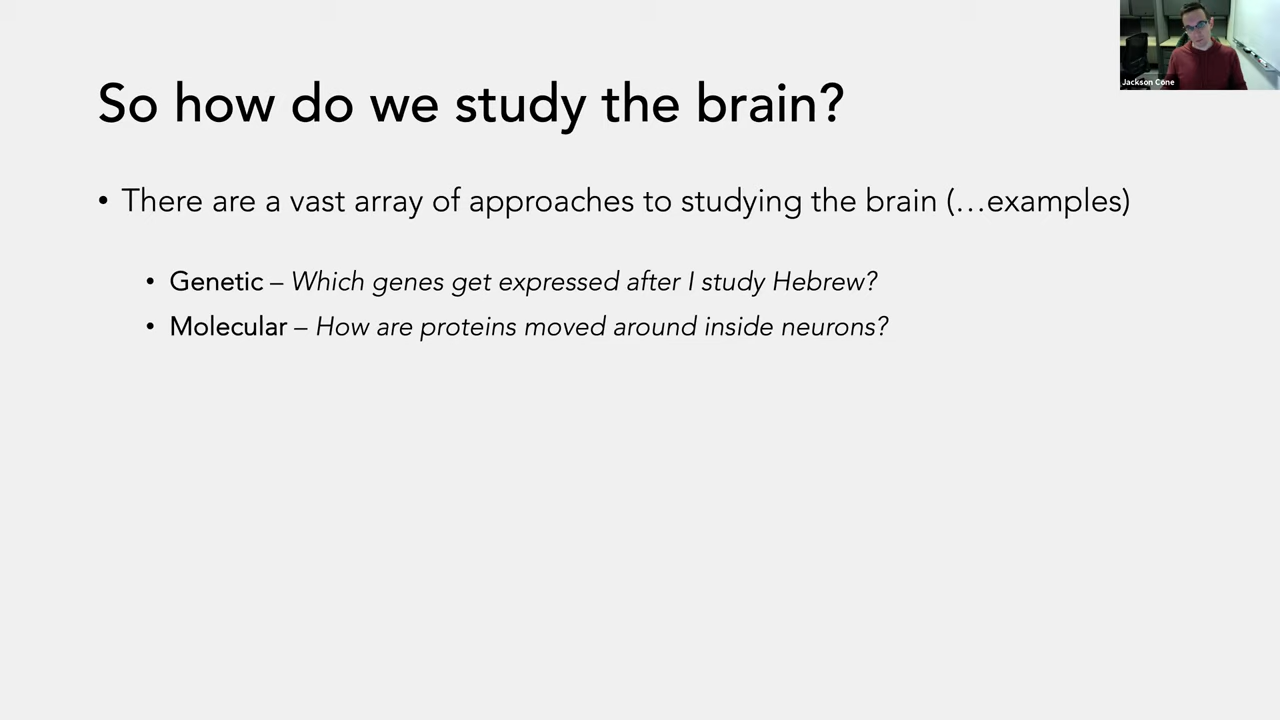 So how do we study the brain?
• There are a vast array of approaches to studying the brain (…examples)
• Genetic – Which genes get expressed after I study Hebrew?
• Molecular – How are proteins moved around inside neurons?
Jackson Cone